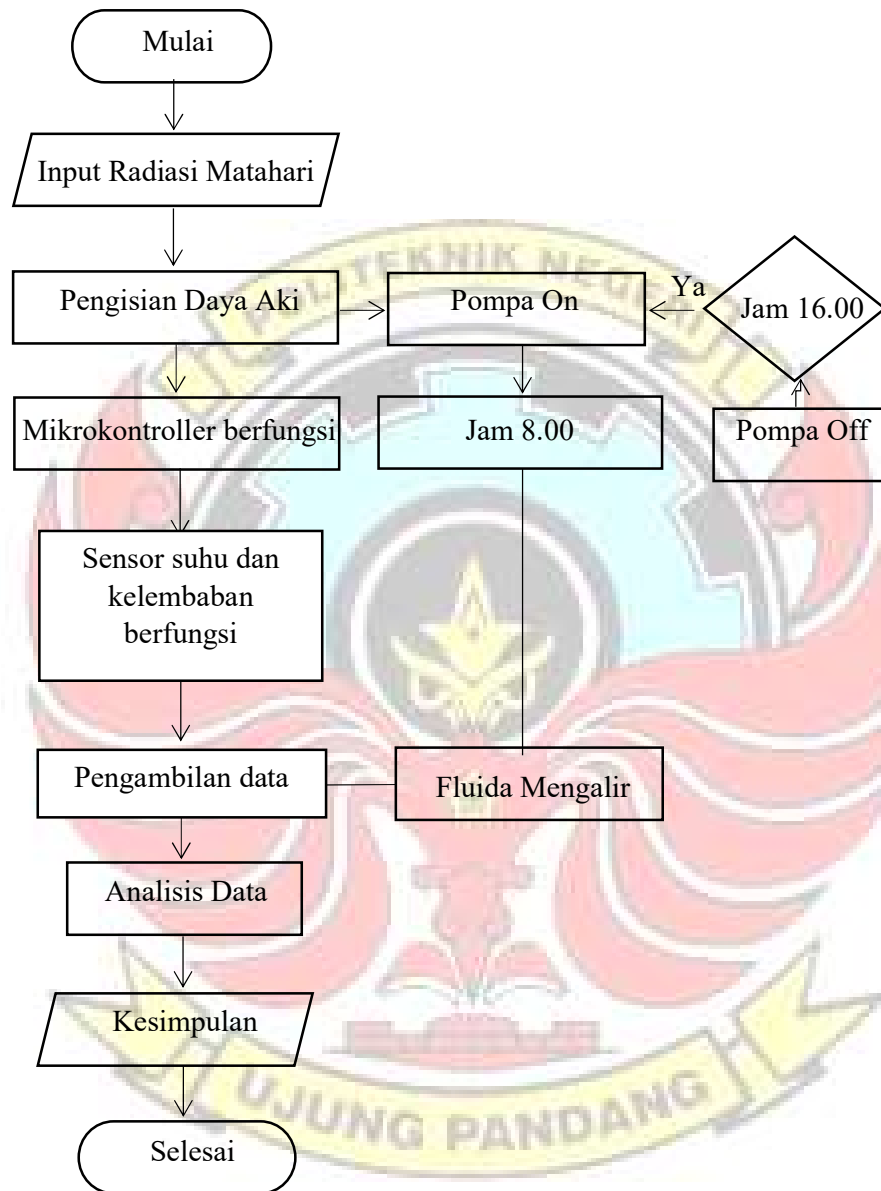 Mulai
Input Radiasi Matahari
POLITEKNIK NEGERI
Pengisian Daya Aki
Pompa On
Ya
Jam 16.00
Mikrokontroller berfungsi
Jam 8.00
Pompa Off
Sensor suhu dan
kelembaban
berfungsi
Pengambilan data
Fluida Mengalir
Analisis Data
Kesimpulan
Selesai
UJUNG PANDANG